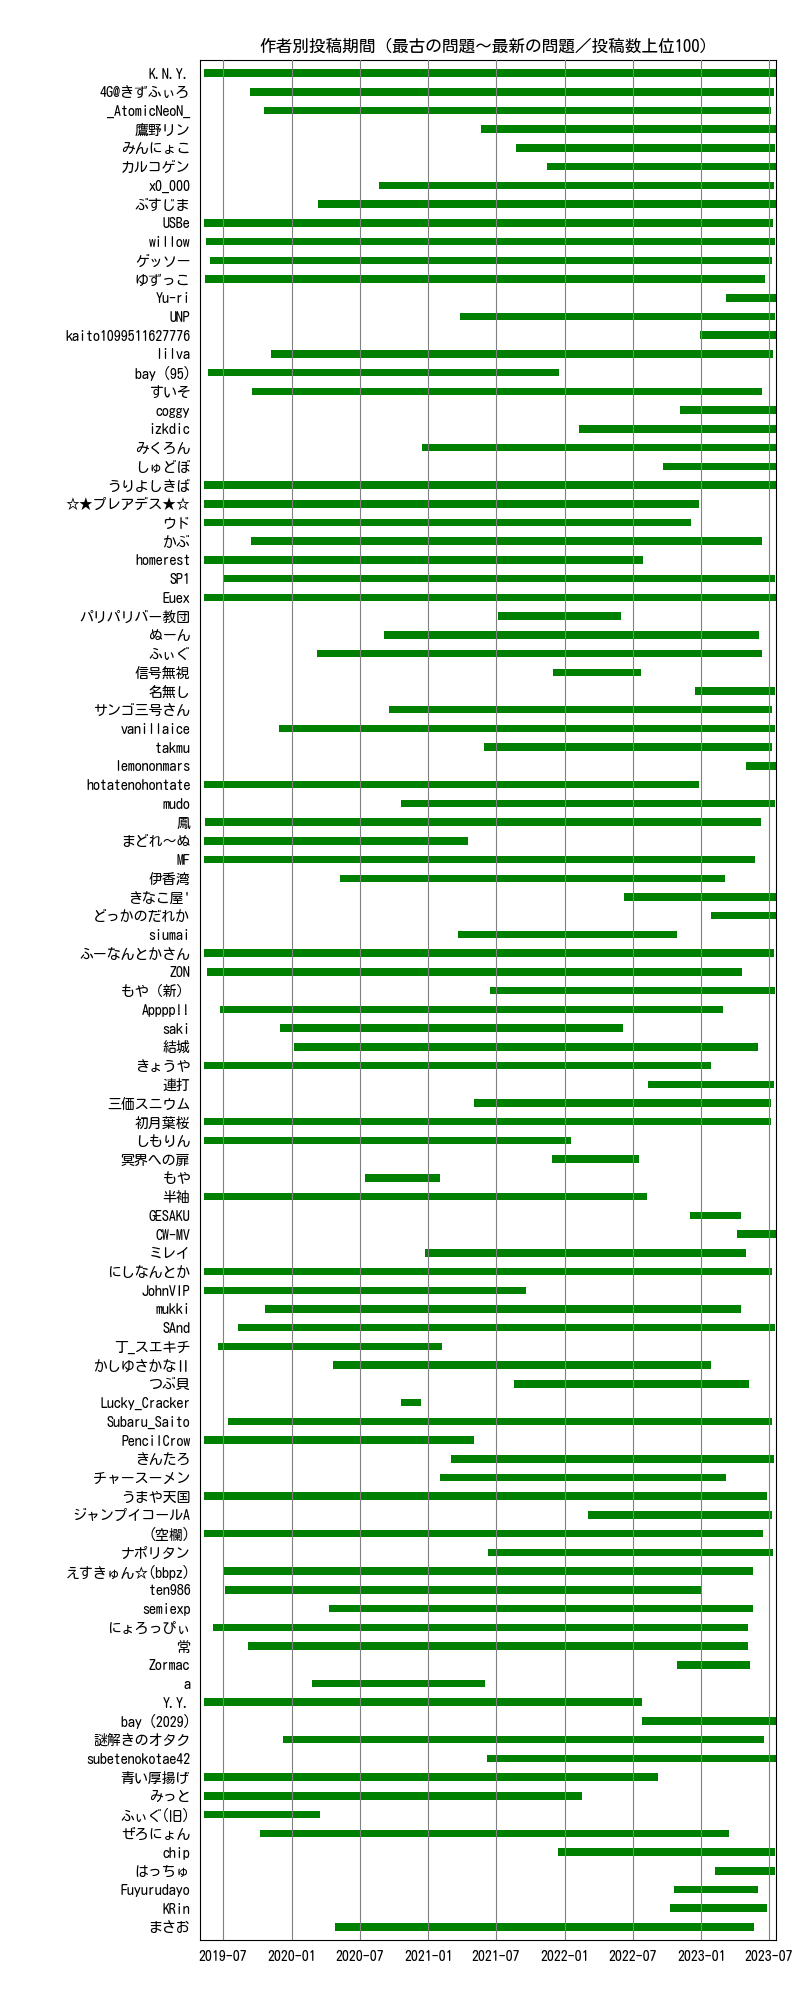 作者別投稿期間（最古の問題～最新の問題／投稿数上位100）
K.N.Y.
4G@きずふぃろ
_AtomicNeoN_
鷹野リン
みんにょこ
カルコゲン
x0_000
ぶすじま
USBe
willow
ゲッソー
ゆずっこ
Yu-ri
UNP
kaito1099511627776
lilva
bay (95)
すいそ
coggy
izkdic
みくろん
しゅどぼ
うりよしきば
☆★プレアデス★☆
ウド
かぶ
homerest
SP1
Euex
パリパリバー教団
ぬーん
ふぃぐ
信号無視
名無し
サンゴ三号さん
vanillaice
takmu
lemononmars
hotatenohontate
mudo
鳳
まどれ～ぬ
MF
伊香湾
きなこ屋'
どっかのだれか
siumai
ふーなんとかさん
ZON
もや（新）
Appppll
saki
結城
きょうや
連打
三価スニウム
初月葉桜
しもりん
冥界への扉
もや
半袖
GESAKU
CW-MV
ミレイ
にしなんとか
JohnVIP
mukki
SAnd
丁_スエキチ
かしゆさかなⅡ
つぶ貝
Lucky_Cracker
Subaru_Saito
PencilCrow
きんたろ
チャースーメン
うまや天国
ジャンブイコールA
(空欄)
ナポリタン
えすきゅん☆(bbpz)
ten986
semiexp
にょろっぴぃ
常
Zormac
a
Y.Y.
bay (2029)
謎解きのオタク
subetenokotae42
青い厚揚げ
みっと
ふぃぐ(旧)
ぜろにょん
chip
はっちゅ
Fuyurudayo
KRin
まさお
2019-07 2020-01 2020-07 2021-01 2021-07 2022-01 2022-07 2023-01 2023-07